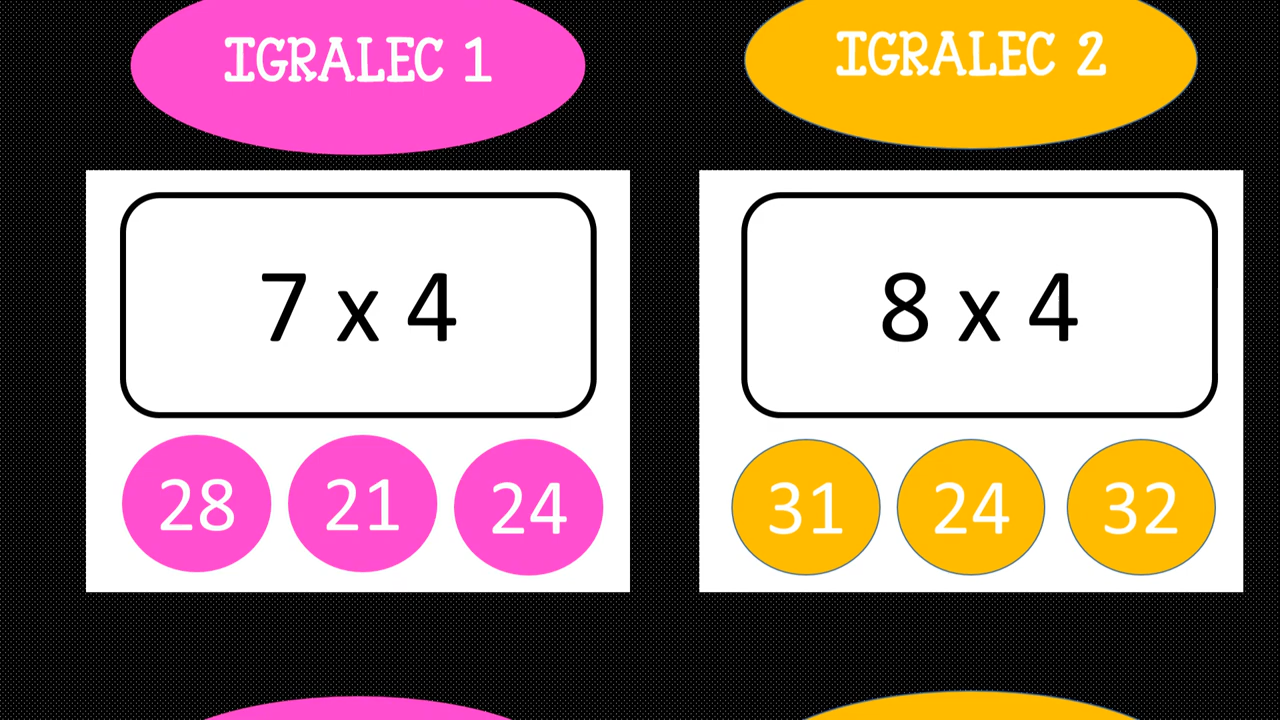 IGRALEC 1
IGRALEC 2
7 x 4
8 x 4
28 21 24
31 24 32